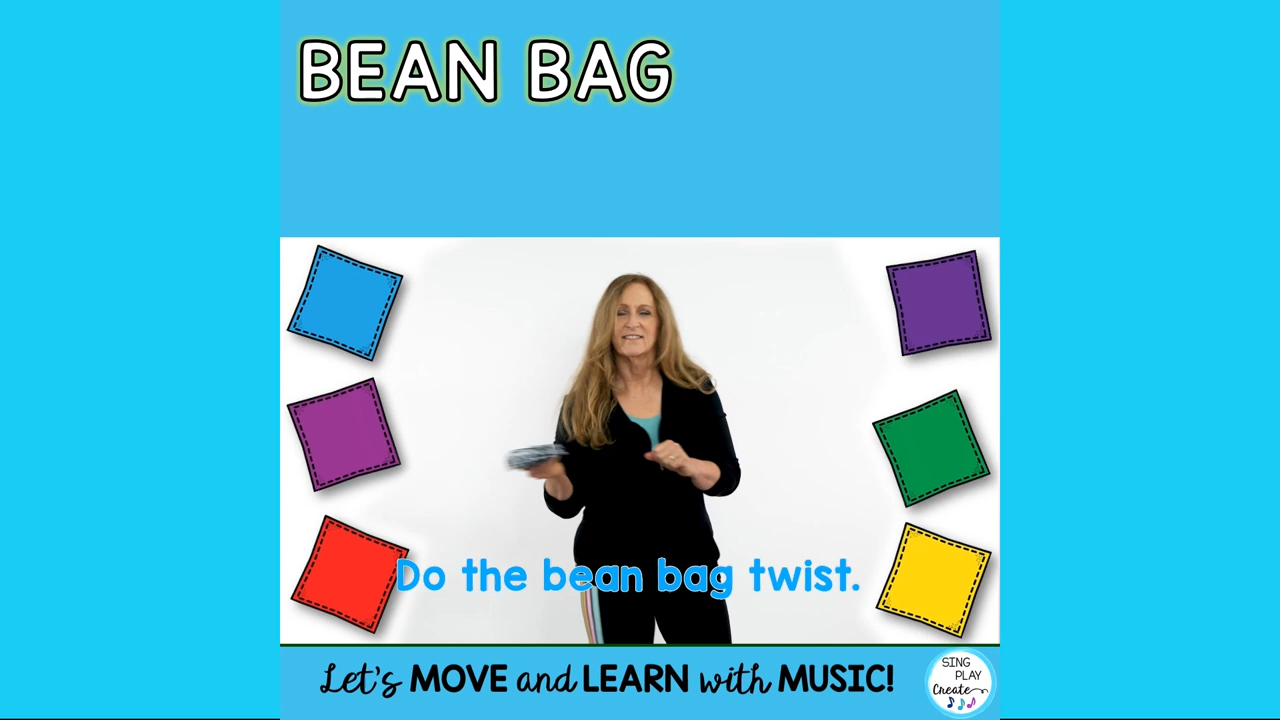 BEAN BAG
Do the bean bag twist.
Let's MOVE and LEARN with MUSIC!
SING
PLAY
Create